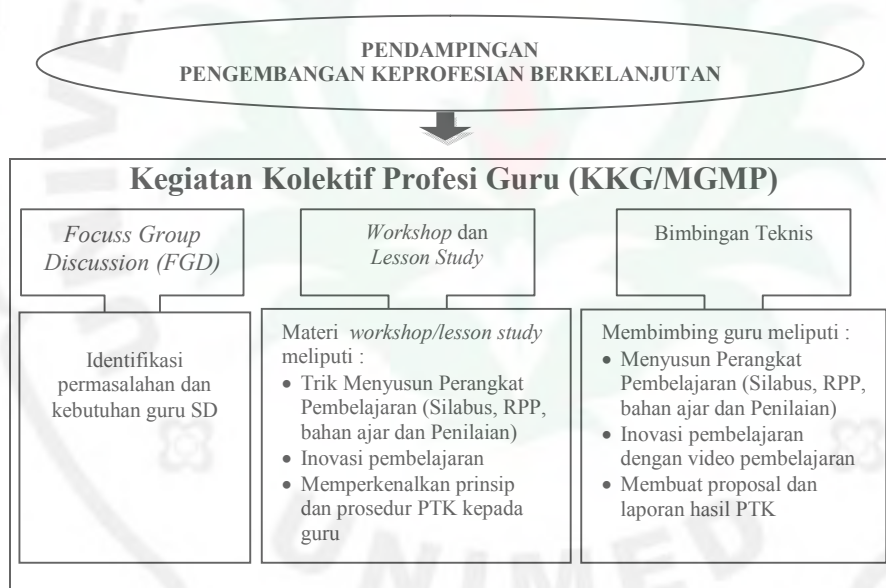 PENDAMPINGAN
PENGEMBANGAN KEPROFESIAN BERKELANJUTAN
Kegiatan Kolektif Profesi Guru (KKG/MGMP)
Focuss Group
Discussion (FGD)
Identifikasi
permasalahan dan
kebutuhan guru SD
Workshop dan
Lesson Study
Materi workshop/lesson study
meliputi :
• Trik Menyusun Perangkat
Pembelajaran (Silabus, RPP,
bahan ajar dan Penilaian)
• Inovasi pembelajaran
• Memperkenalkan prinsip
dan prosedur PTK kepada
guru
Bimbingan Teknis
Membimbing guru meliputi :
• Menyusun Perangkat
Pembelajaran (Silabus, RPP,
bahan ajar dan Penilaian)
• Inovasi pembelajaran
dengan video pembelajaran
• Membuat proposal dan
laporan hasil PTK
UNIMED